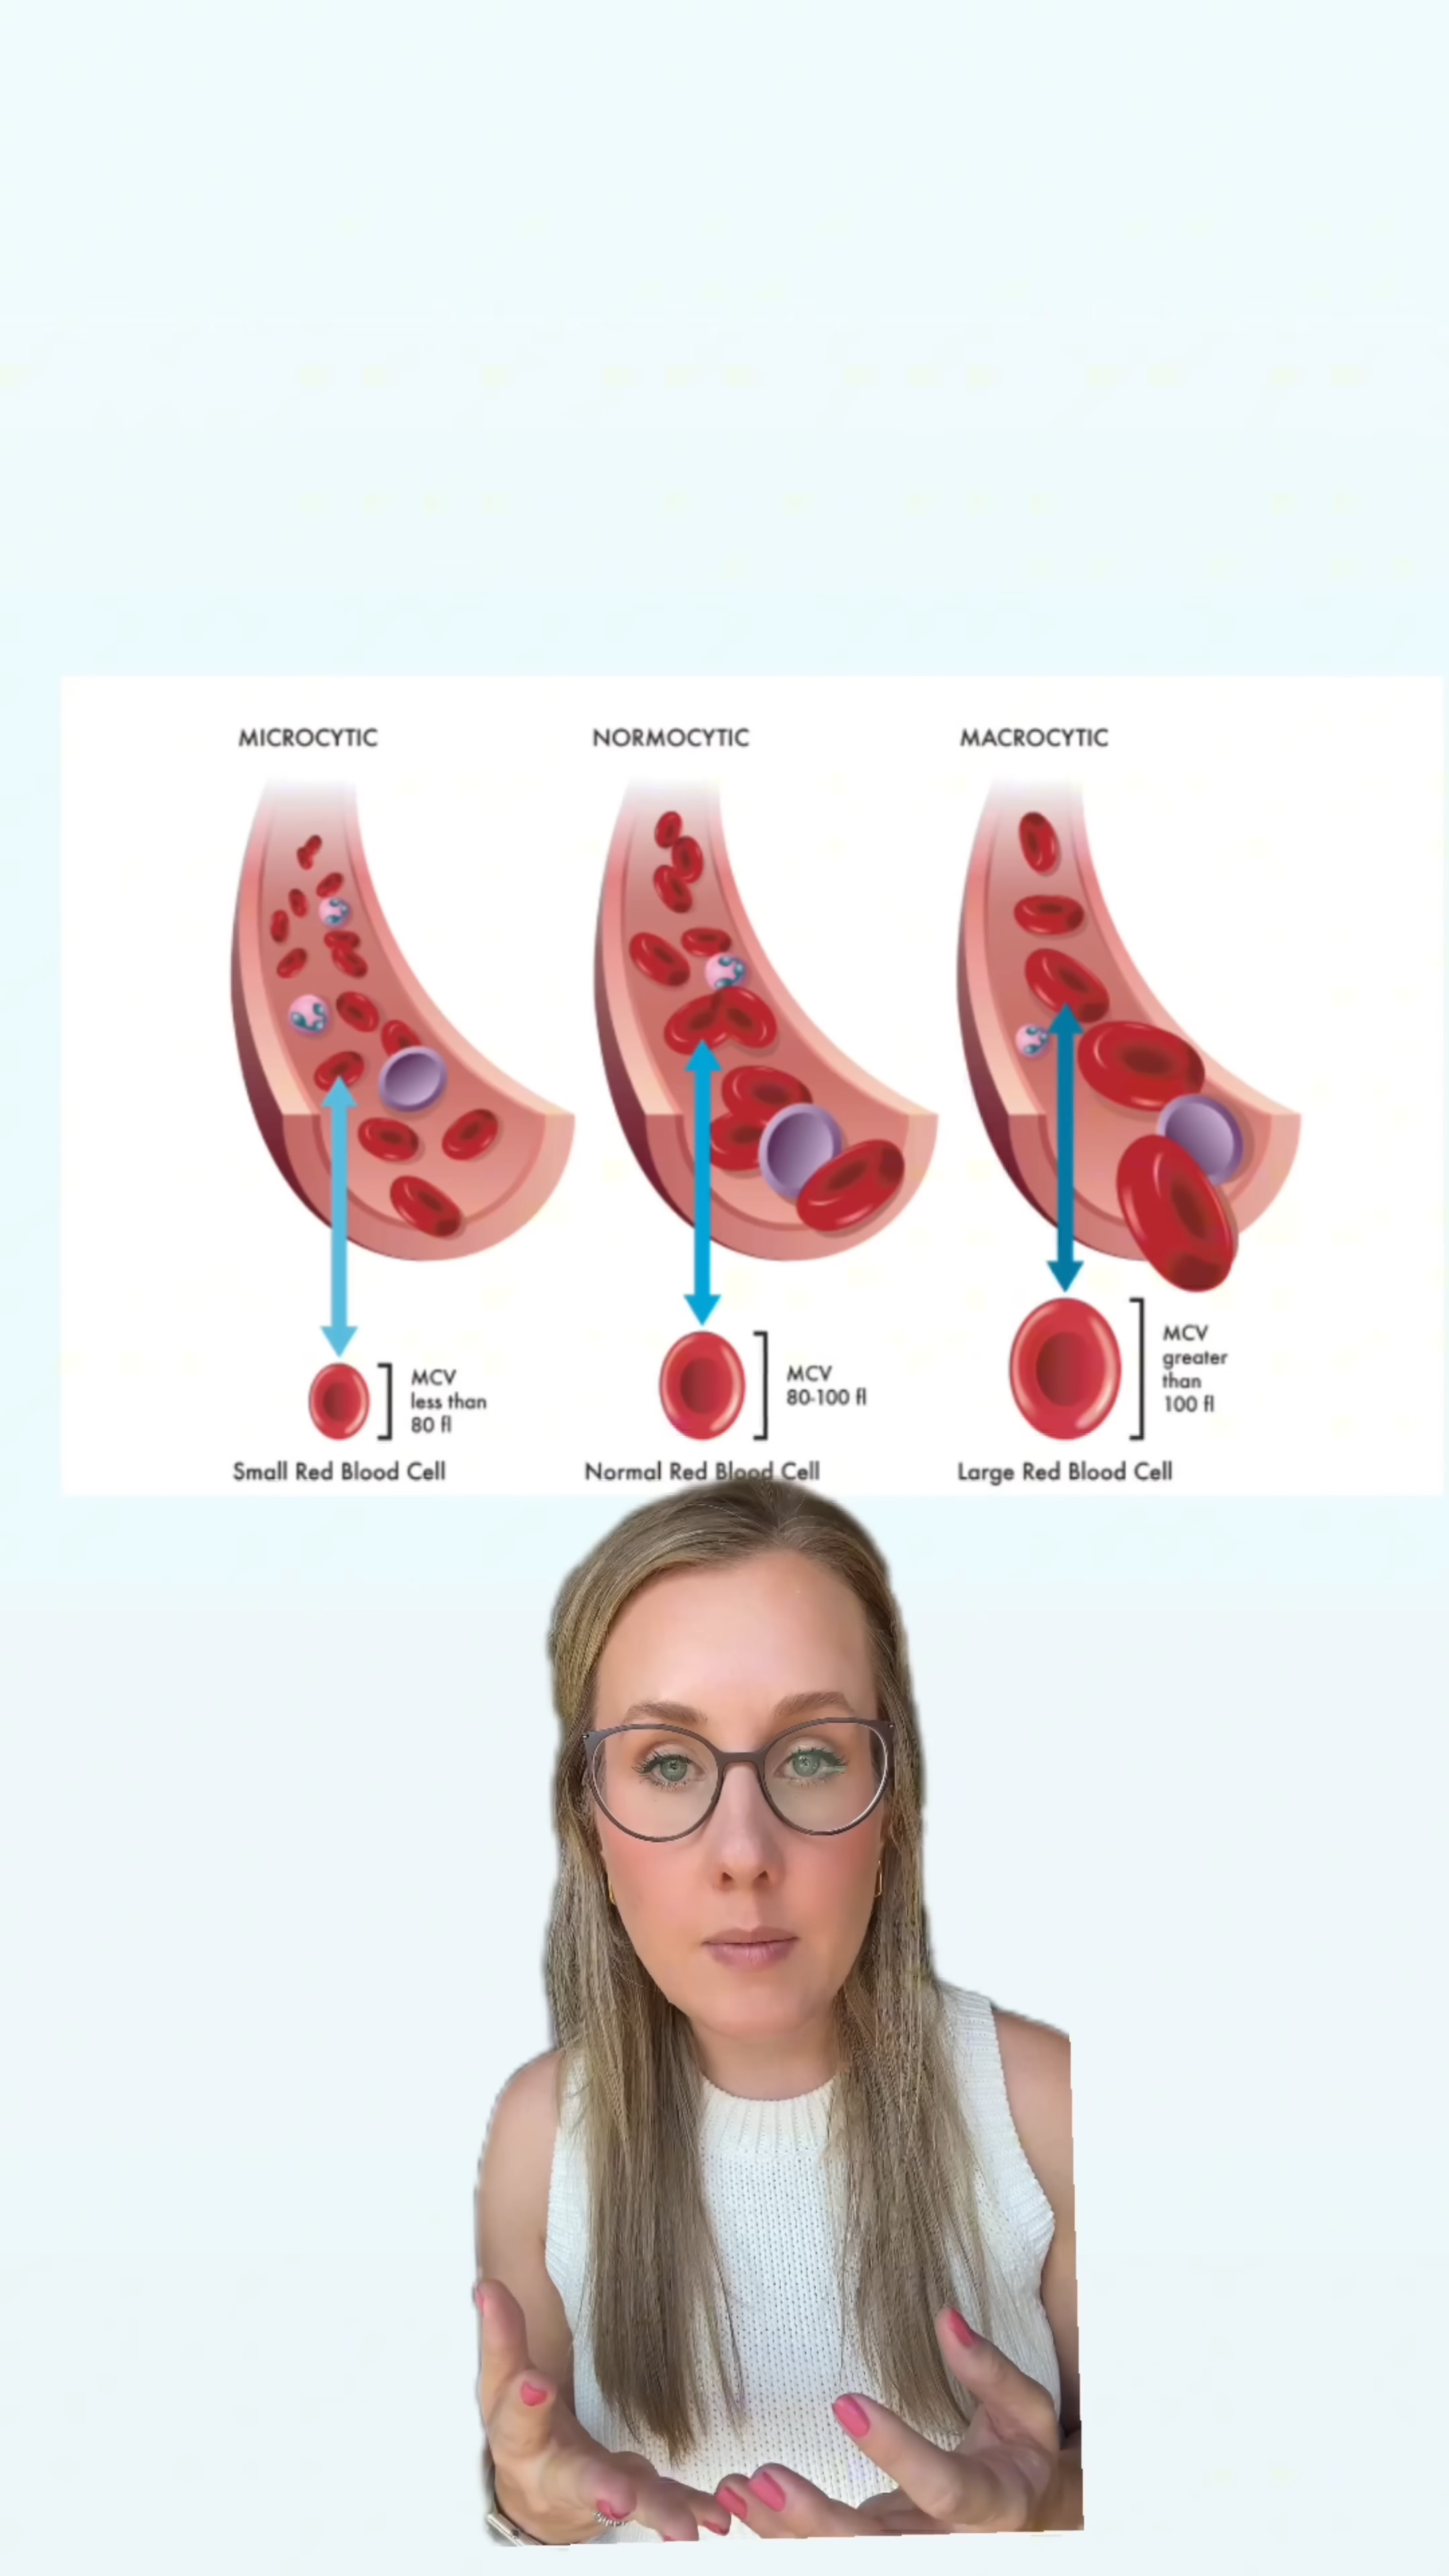 MICROCYTIC
NORMOCYTIC
MACROCYTIC
MCV
less than
80 fl
MCV
80-100 fl
MCV
greater
than
100 fl
Small Red Blood Cell
Normal Red Blood Cell
Large Red Blood Cell